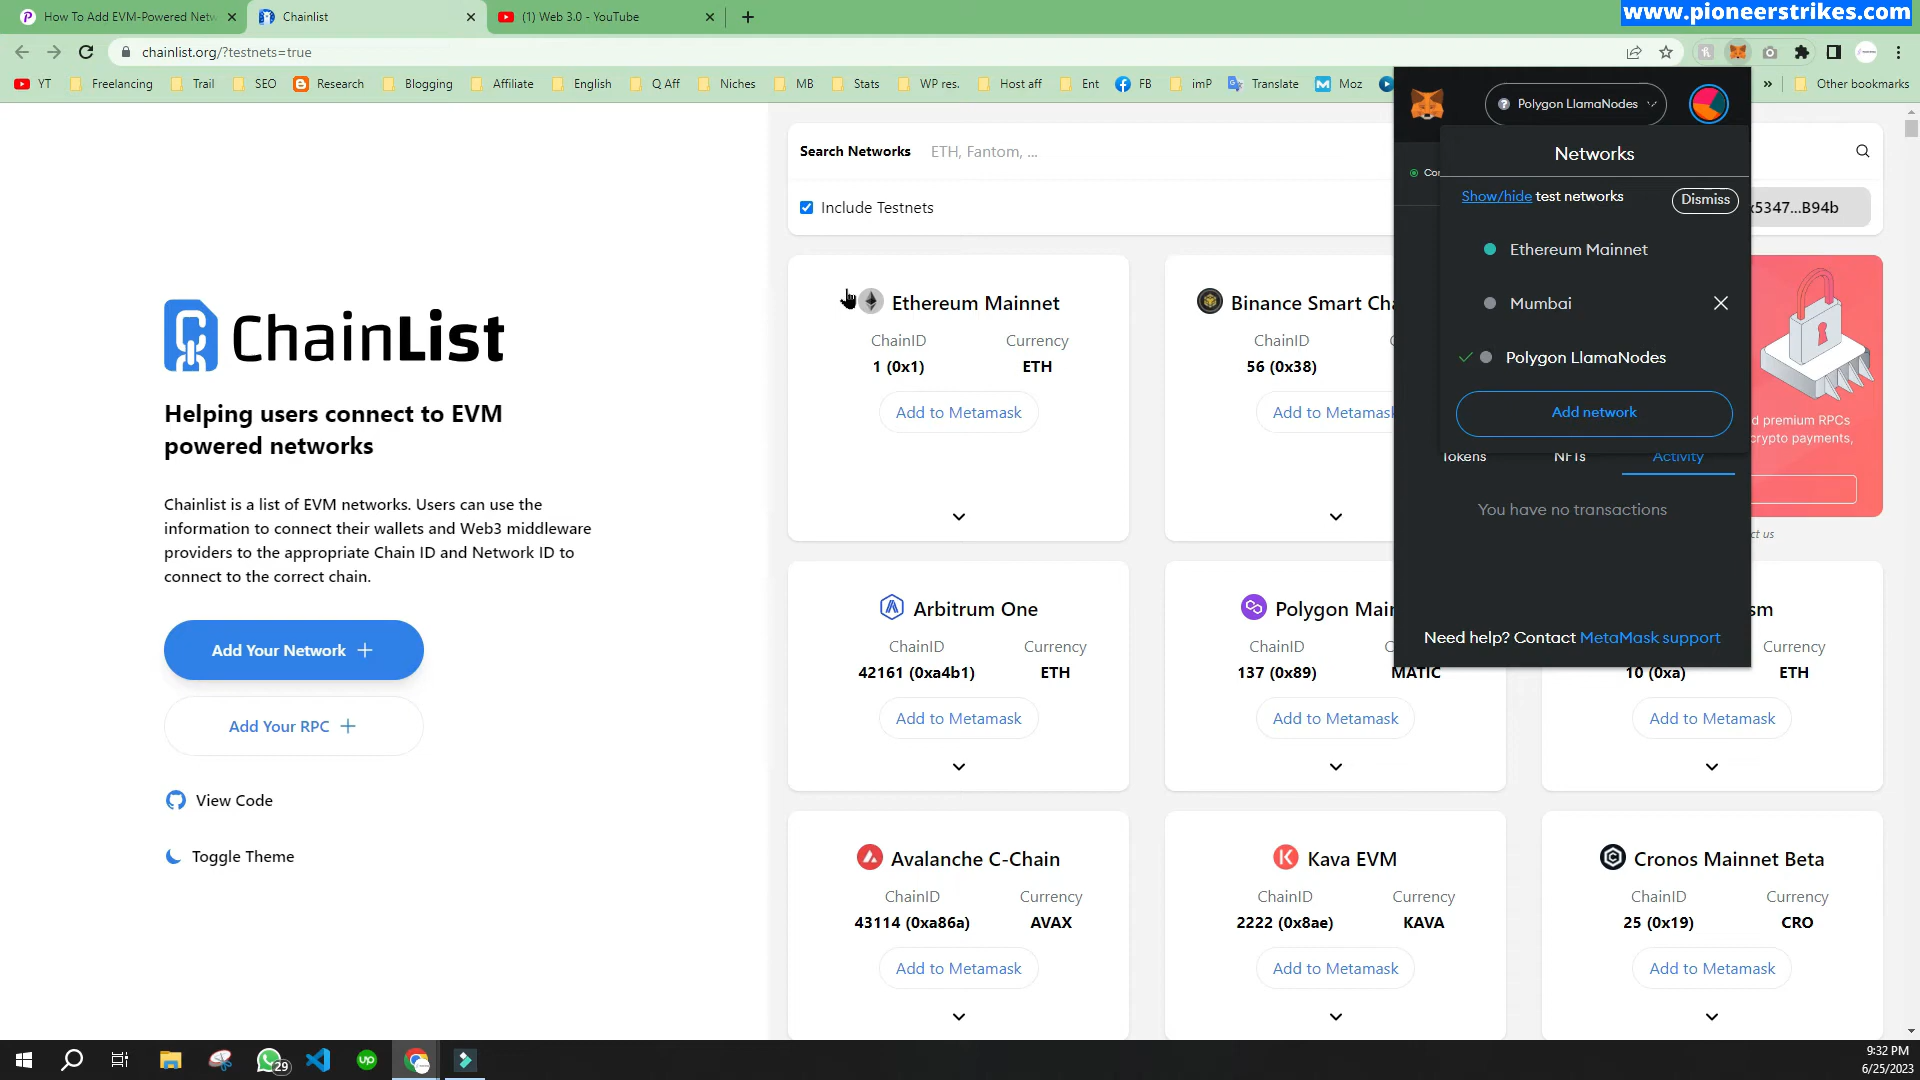 www.pioneerstrikes.com
How To Add EVM-Powered Netw
Chainlist
(1) Web 3.0 - YouTube
chainlist.org/?testnets=true
YT
Freelancing
Trail
SEO
Research
Blogging
Affiliate
English
Q Aff
Niches
MB
Stats
WP res.
Host aff
Ent
FB
imP
Translate
Moz
»
Other bookmarks
ChainList
Helping users connect to EVM
powered networks
Chainlist is a list of EVM networks. Users can use the
information to connect their wallets and Web3 middleware
providers to the appropriate Chain ID and Network ID to
connect to the correct chain.
Add Your Network
Add Your RPC
View Code
Toggle Theme
Search Networks
ETH, Fantom, ...
Include Testnets
x5347...B94b
Ethereum Mainnet
ChainID
Currency
1 (0x1)
ETH
Add to Metamask
Binance Smart Cha
ChainID
56 (0x38)
Add to Metamask
d premium RPCs
crypto payments,
ct us
Arbitrum One
ChainID
Currency
42161 (0xa4b1)
ETH
Add to Metamask
Polygon Main
ChainID
137 (0x89)
MATIC
Add to Metamask
sm
Currency
10 (0xa)
ETH
Add to Metamask
Avalanche C-Chain
ChainID
Currency
43114 (0xa86a)
AVAX
Add to Metamask
Kava EVM
ChainID
Currency
2222 (0x8ae)
KAVA
Add to Metamask
Cronos Mainnet Beta
ChainID
Currency
25 (0x19)
CRO
Add to Metamask
Polygon LlamaNodes
Con
Networks
Show/hide test networks
Dismiss
Ethereum Mainnet
Mumbai
Polygon LlamaNodes
Add network
Tokens
NFTs
Activity
You have no transactions
Need help? Contact MetaMask support
29
up
9:32 PM
6/25/2023